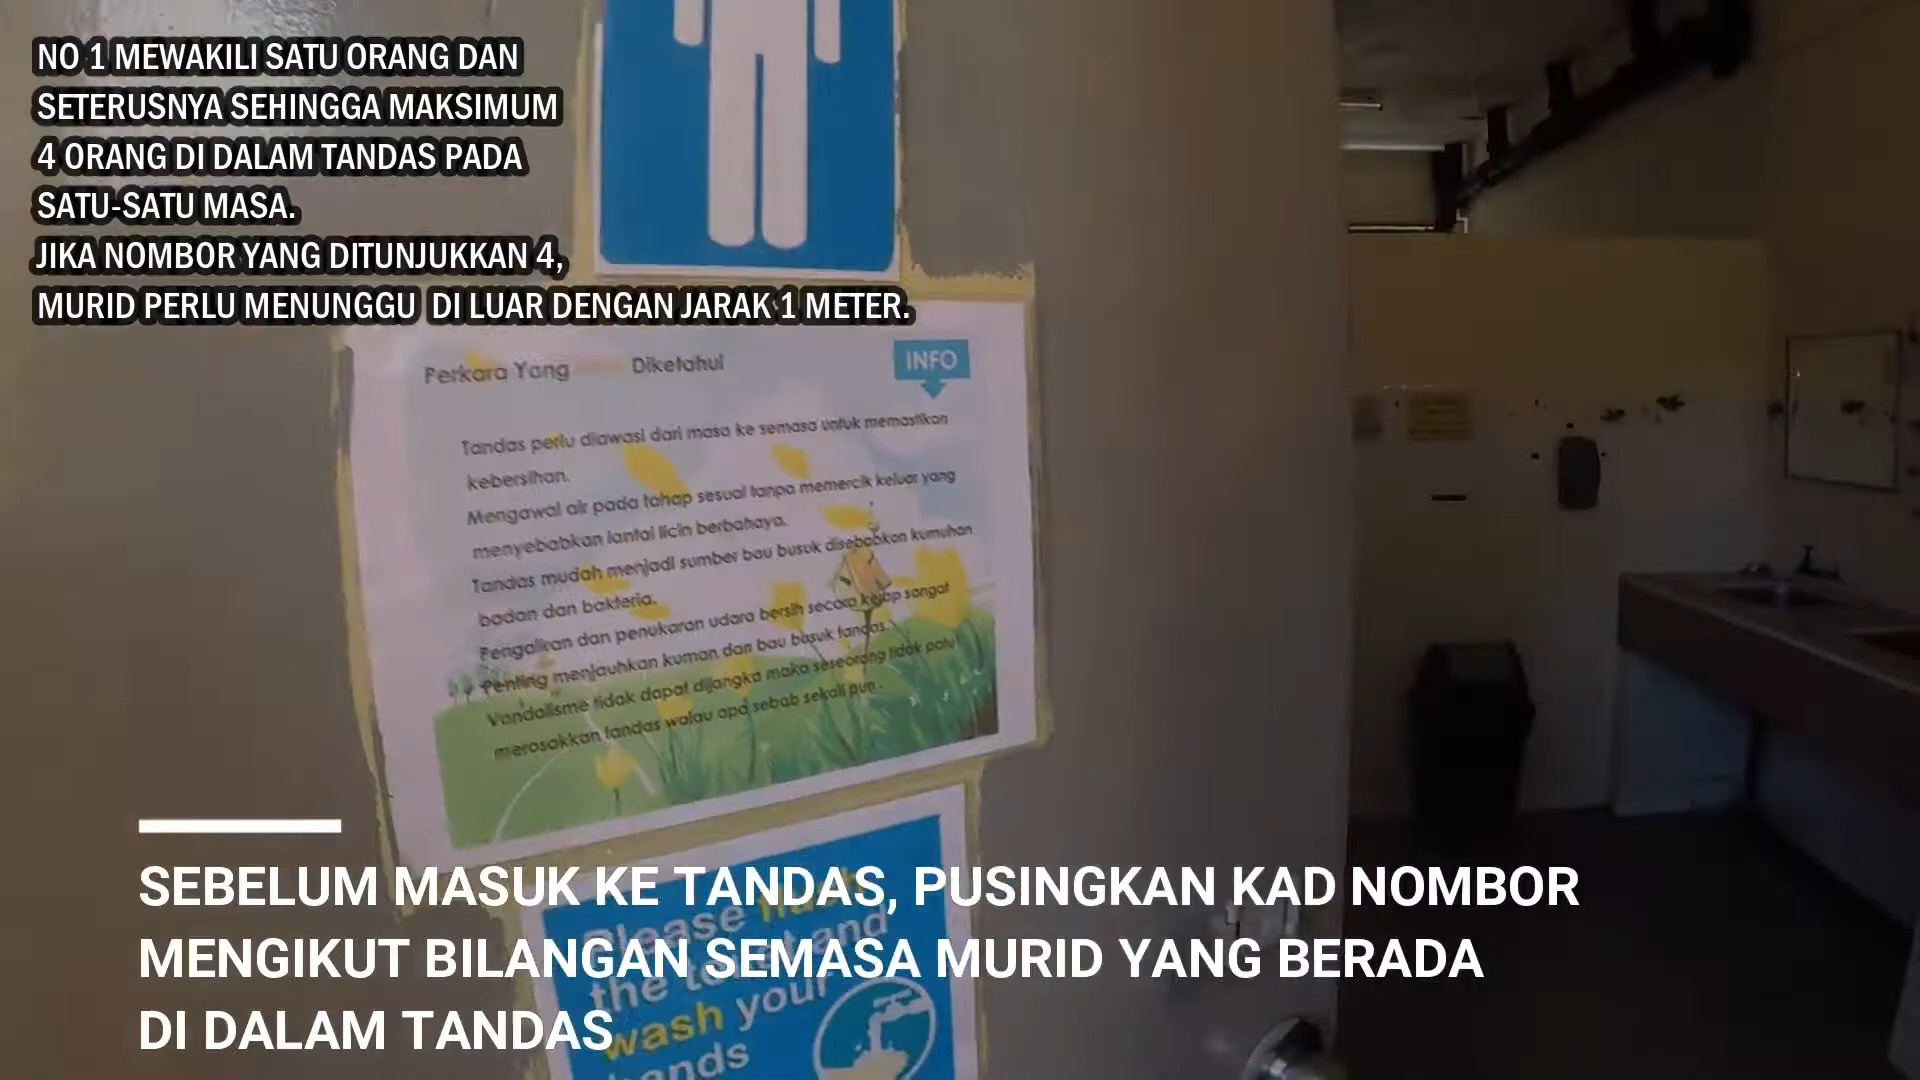 NO 1 MEWAKILI SATU ORANG DAN
SETERUSNYA SEHINGGA MAKSIMUM
4 ORANG DI DALAM TANDAS PADA
SATU-SATU MASA.
JIKA NOMBOR YANG DITUNJUKKAN 4,
MURID PERLU MENUNGGU DI LUAR DENGAN JARAK 1 METER.
Perkara Yang Diketahui
INFO
Tandas perlu diawasi dari masa ke semasa untuk memastikan
kebersihan.
Mengawal air pada tahap sesuai tanpa memercik keluar yang
menyebabkan lantai licin berbahaya.
Tandas mudah menjadi sumber bau busuk disebabkan kumuhan
badan dan bakteria.
Pengaliran dan penukaran udara bersih secara kerap sangat
Penting menjauhkan kuman dan bau busuk tandas.
Vandalisme tidak dapat dijangka maka seseorang tidak patut
merosakkan tandas walau apa sebab sekali pun.
SEBELUM MASUK KE TANDAS, PUSINGKAN KAD NOMBOR
MENGIKUT BILANGAN SEMASA MURID YANG BERADA
DI DALAM TANDAS
Please flush
the toilet and
wash your
hands